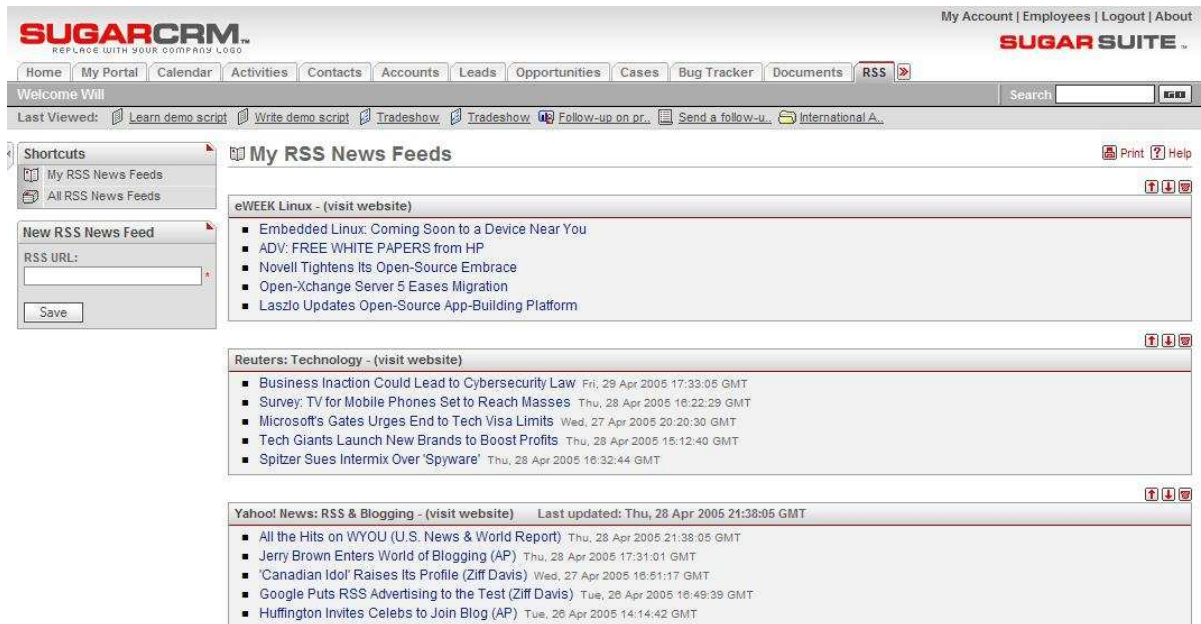 My Account | Employees | Logout | About
SUGARCRM™
REPLACE WITH YOUR COMPANY LOGO
SUGAR SUITE™
Home My Portal Calendar Activities Contacts Accounts Leads Opportunities Cases Bug Tracker Documents RSS
Welcome Will Search GO
Last Viewed: Learn demo script Write demo script Tradeshow Tradeshow Follow-up on pr.. Send a follow-u.. International A..
Shortcuts
My RSS News Feeds
All RSS News Feeds
New RSS News Feed
RSS URL:
*
Save
My RSS News Feeds
Print ? Help
eWEEK Linux - (visit website)
Embedded Linux: Coming Soon to a Device Near You
ADV: FREE WHITE PAPERS from HP
Novell Tightens Its Open-Source Embrace
Open-Xchange Server 5 Eases Migration
Laszlo Updates Open-Source App-Building Platform
Reuters: Technology - (visit website)
Business Inaction Could Lead to Cybersecurity Law Fri, 29 Apr 2005 17:33:05 GMT
Survey: TV for Mobile Phones Set to Reach Masses Thu, 28 Apr 2005 16:22:29 GMT
Microsoft's Gates Urges End to Tech Visa Limits Wed, 27 Apr 2005 20:20:30 GMT
Tech Giants Launch New Brands to Boost Profits Thu, 28 Apr 2005 15:12:40 GMT
Spitzer Sues Intermix Over 'Spyware' Thu, 28 Apr 2005 16:32:44 GMT
Yahoo! News: RSS & Blogging - (visit website) Last updated: Thu, 28 Apr 2005 21:38:05 GMT
All the Hits on WYOU (U.S. News & World Report) Thu, 28 Apr 2005 21:38:05 GMT
Jerry Brown Enters World of Blogging (AP) Thu, 28 Apr 2005 17:31:01 GMT
'Canadian Idol' Raises Its Profile (Ziff Davis) Wed, 27 Apr 2005 16:51:17 GMT
Google Puts RSS Advertising to the Test (Ziff Davis) Tue, 26 Apr 2005 16:49:39 GMT
Huffington Invites Celebs to Join Blog (AP) Tue, 26 Apr 2005 14:14:42 GMT